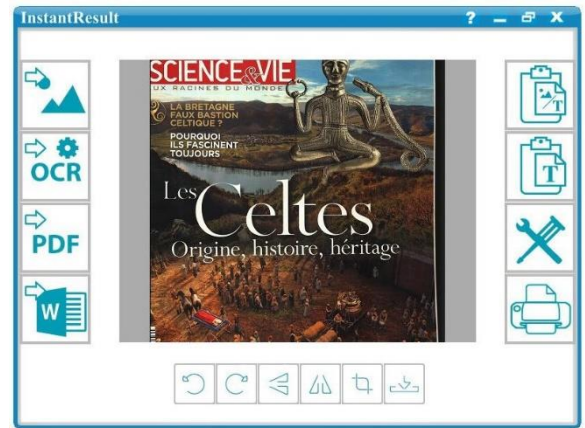 InstantResult
?
SCIENCE & VIE
UX RACINES DU MONDE
LA BRETAGNE
FAUX BASTION
CELTIQUE ?
POURQUOI
ILS FASCINENT
TOUJOURS
Les Celtes
Origine, histoire, héritage
OCR
PDF
W
T
T